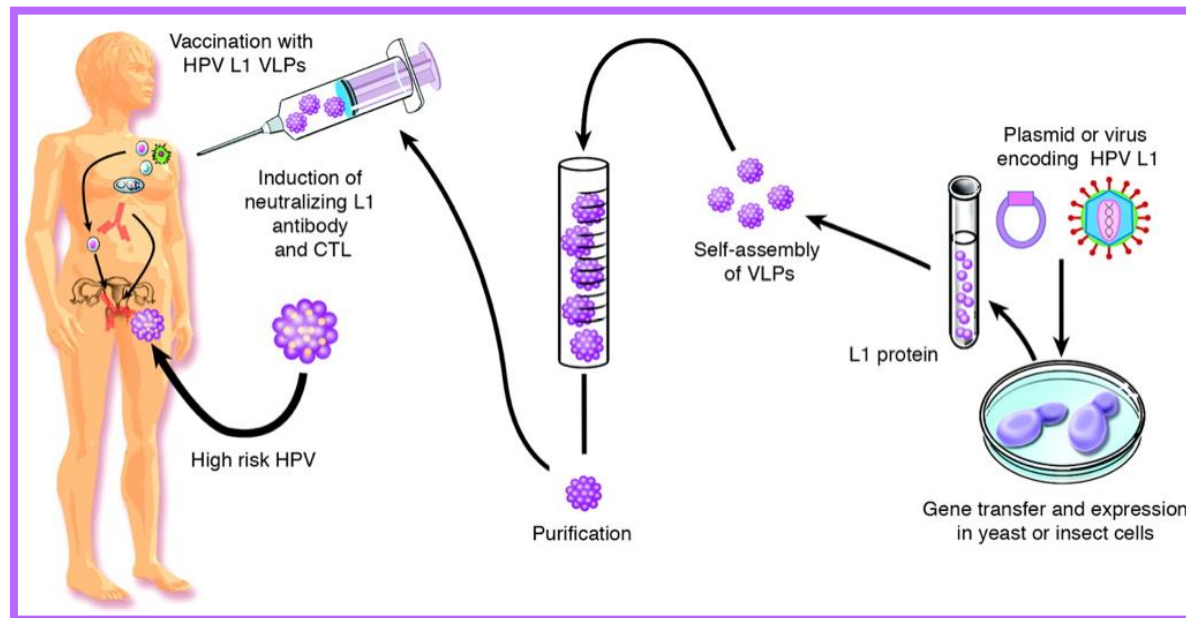 Vaccination with
HPV L1 VLPs
Induction of
neutralizing L1
antibody
and CTL
High risk HPV
Purification
Self-assembly
of VLPs
Plasmid or virus
encoding HPV L1
L1 protein
Gene transfer and expression
in yeast or insect cells